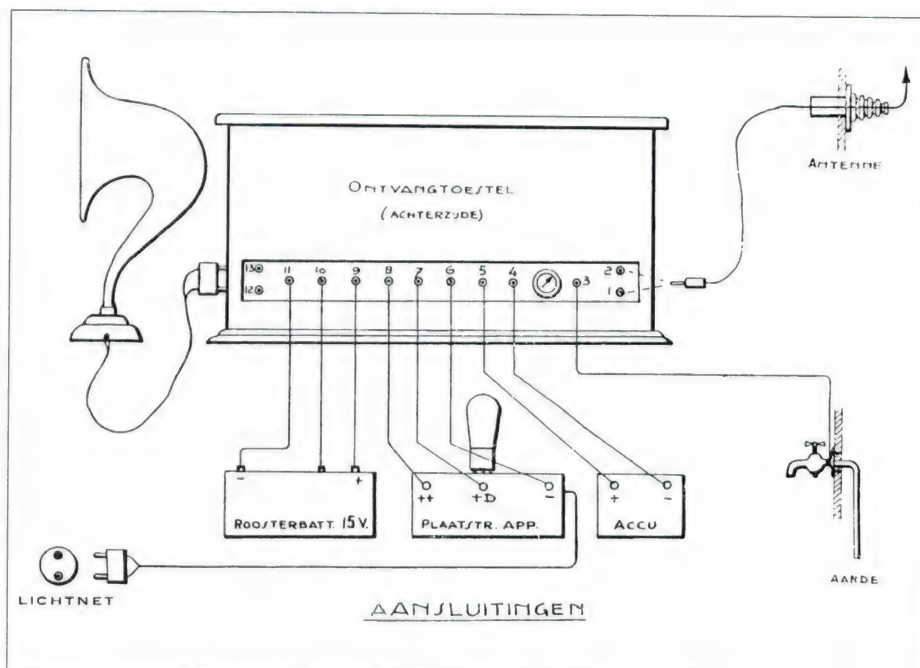 ANTENNE
ONTVANGTOESTEL
(ACHTERZIJDE)
13 11 10 9 8 7 6 5 4 2
12 3 1
- +
++ +D -
+ -
ROOSTERBATT. 15V.
PLAATSTR. APP.
ACCU
LICHTNET
AARDE
AANSLUITINGEN